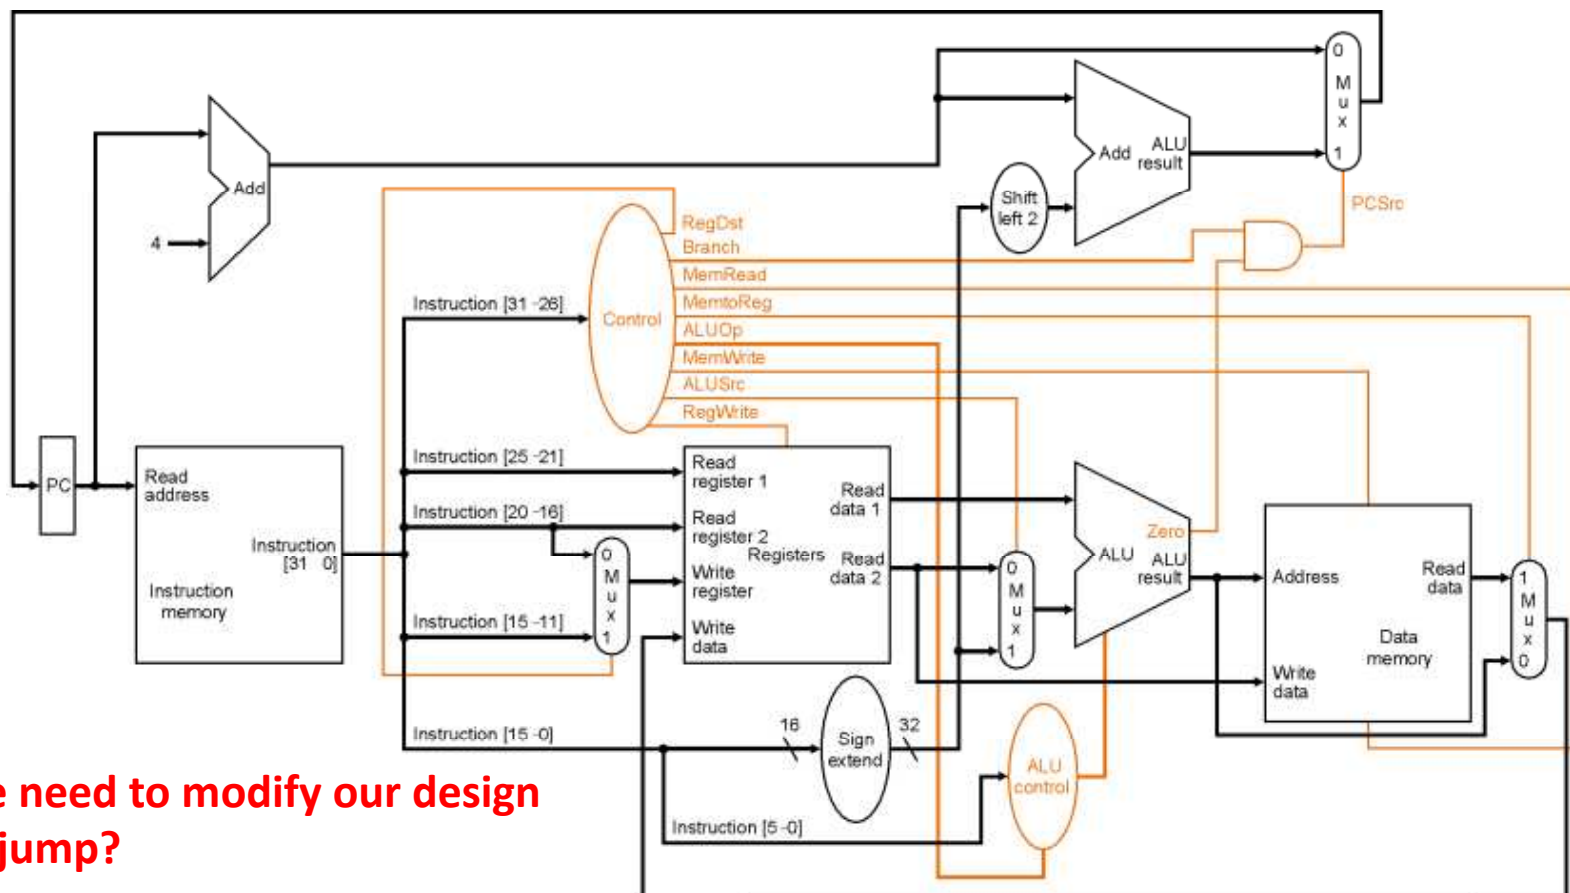 0
M
u
x
1
Add
ALU
result
Add
4
Shift
left 2
PCSrc
RegDst
Branch
MemRead
MemtoReg
ALUOp
MemWrite
ALUSrc
RegWrite
Control
Instruction [31 -26]
Instruction [25 -21]
Instruction [20 -16]
Instruction [15 -11]
Instruction [15 -0]
Instruction [5 -0]
PC
Read
address
Instruction
[31 0]
Instruction
memory
0
M
u
x
1
Read
register 1
Read
register 2
Write
register
Write
data
Registers
Read
data 1
Read
data 2
0
M
u
x
1
Zero
ALU
ALU
result
Address
Write
data
Read
data
Data
memory
1
M
u
x
0
16
Sign
extend
32
ALU
control
need to modify our design
jump?